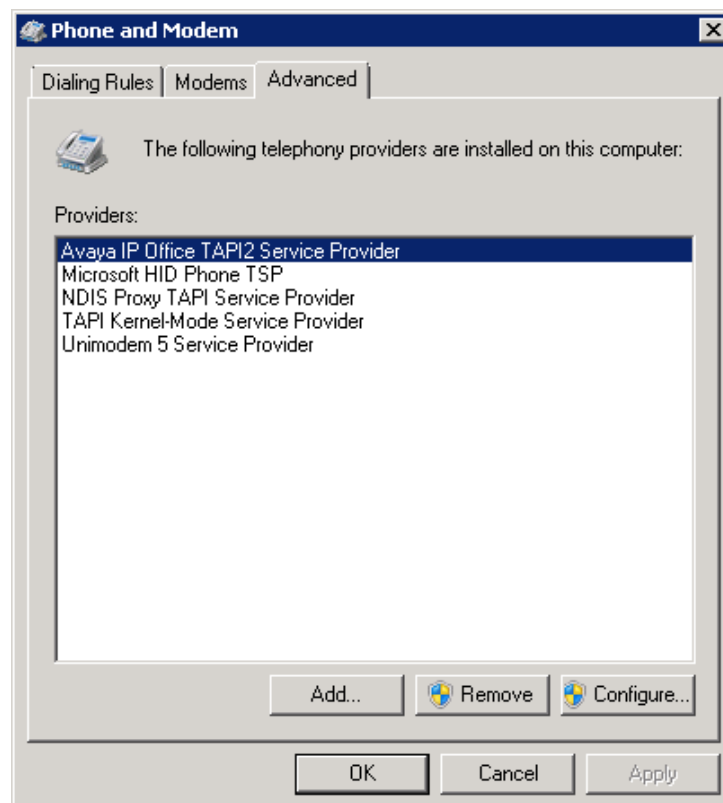 Phone and Modem
Dialing Rules Modems Advanced
The following telephony providers are installed on this computer:
Providers:
Avaya IP Office TAPI2 Service Provider
Microsoft HID Phone TSP
NDIS Proxy TAPI Service Provider
TAPI Kernel-Mode Service Provider
Unimodem 5 Service Provider
Add... Remove Configure...
OK Cancel Apply